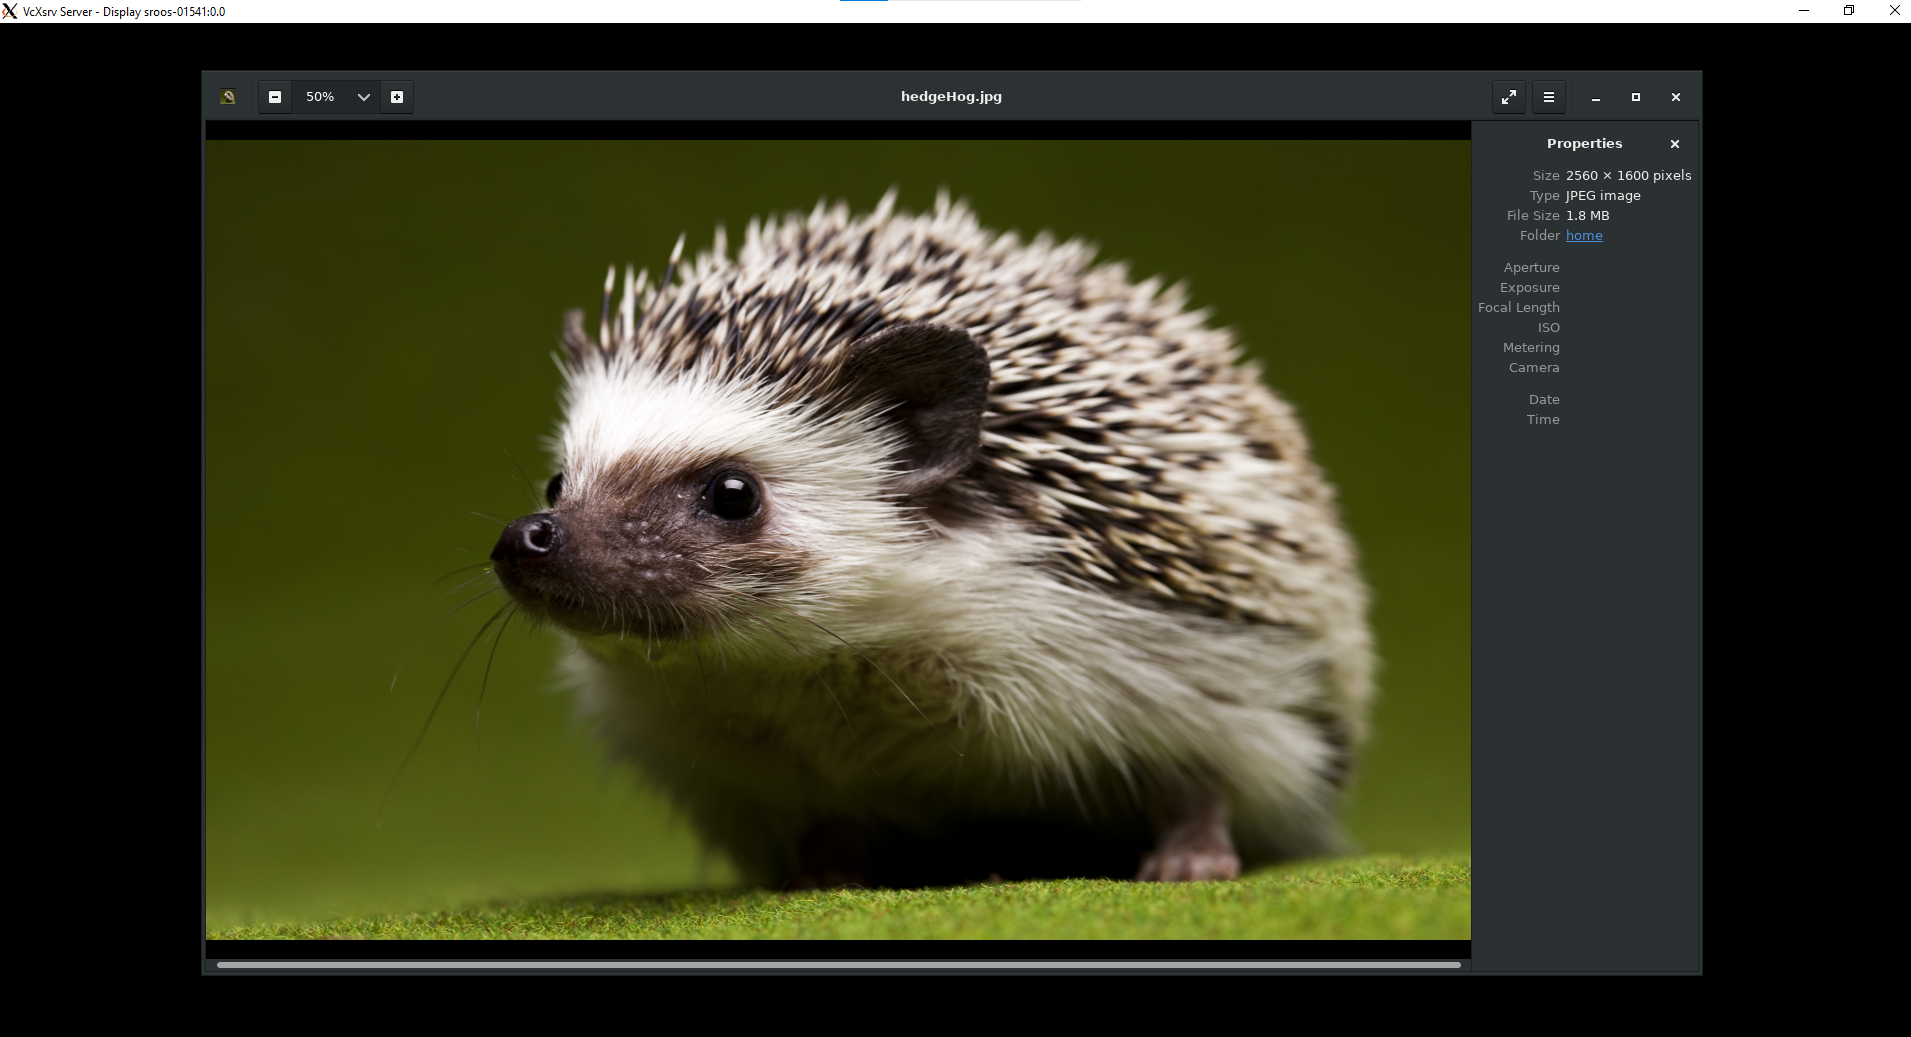 VcXsrv Server - Display sroos-01541:0.0
50%
hedgeHog.jpg
Properties
Size 2560 × 1600 pixels
Type JPEG image
File Size 1.8 MB
Folder home
Aperture
Exposure
Focal Length
ISO
Metering
Camera
Date
Time